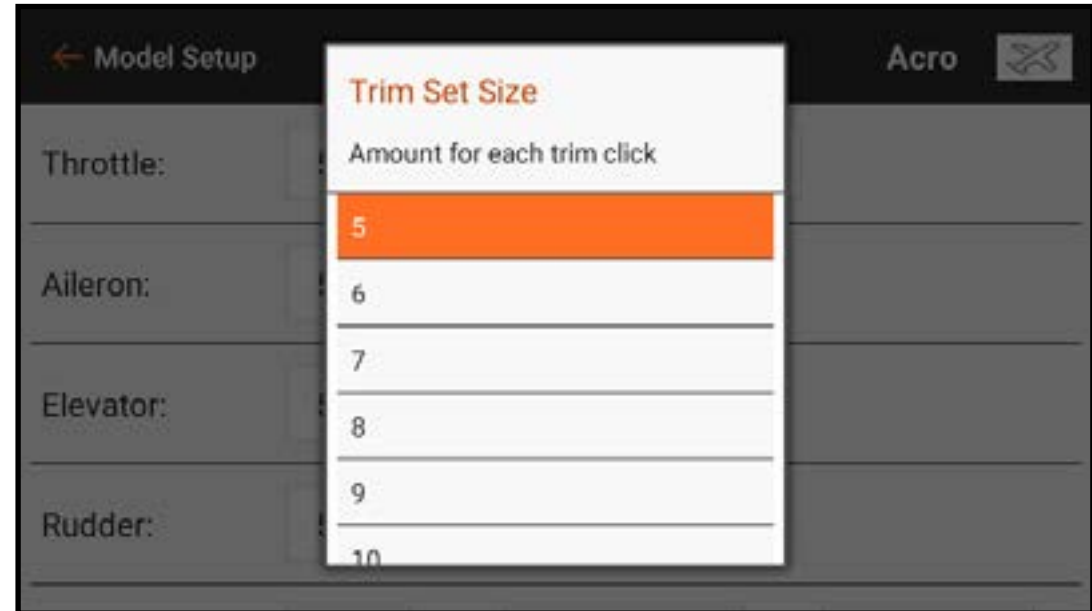 ← Model Setup
Acro
Trim Set Size
Amount for each trim click
Throttle:
5
Aileron:
6
7
Elevator:
8
9
Rudder:
10